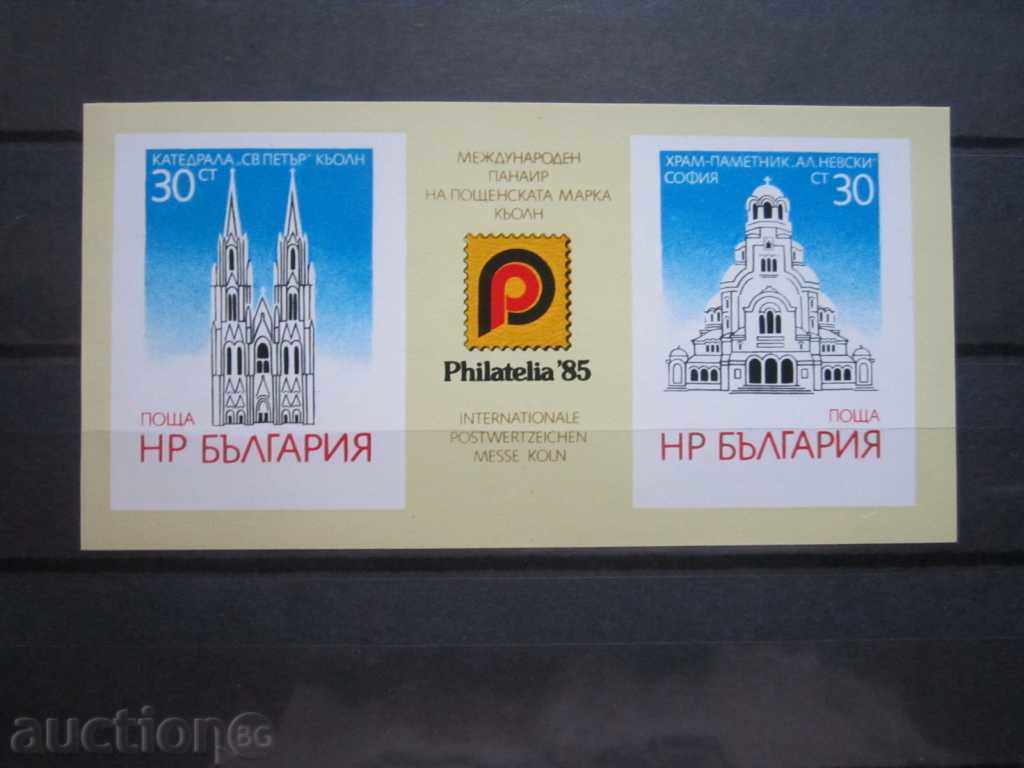 КАТЕДРАЛА „СВ.ПЕТЪР“ КЬОЛН
30 СТ
ПОЩА
НР БЪЛГАРИЯ
МЕЖДУНАРОДЕН
ПАНАИР
НА ПОЩЕНСКАТА МАРКА
КЬОЛН
Philatelia '85
INTERNATIONALE
POSTWERTZEICHEN
MESSE KÖLN
ХРАМ-ПАМЕТНИК „АЛ. НЕВСКИ“
СОФИЯ
СТ 30
ПОЩА
НР БЪЛГАРИЯ
auction BG